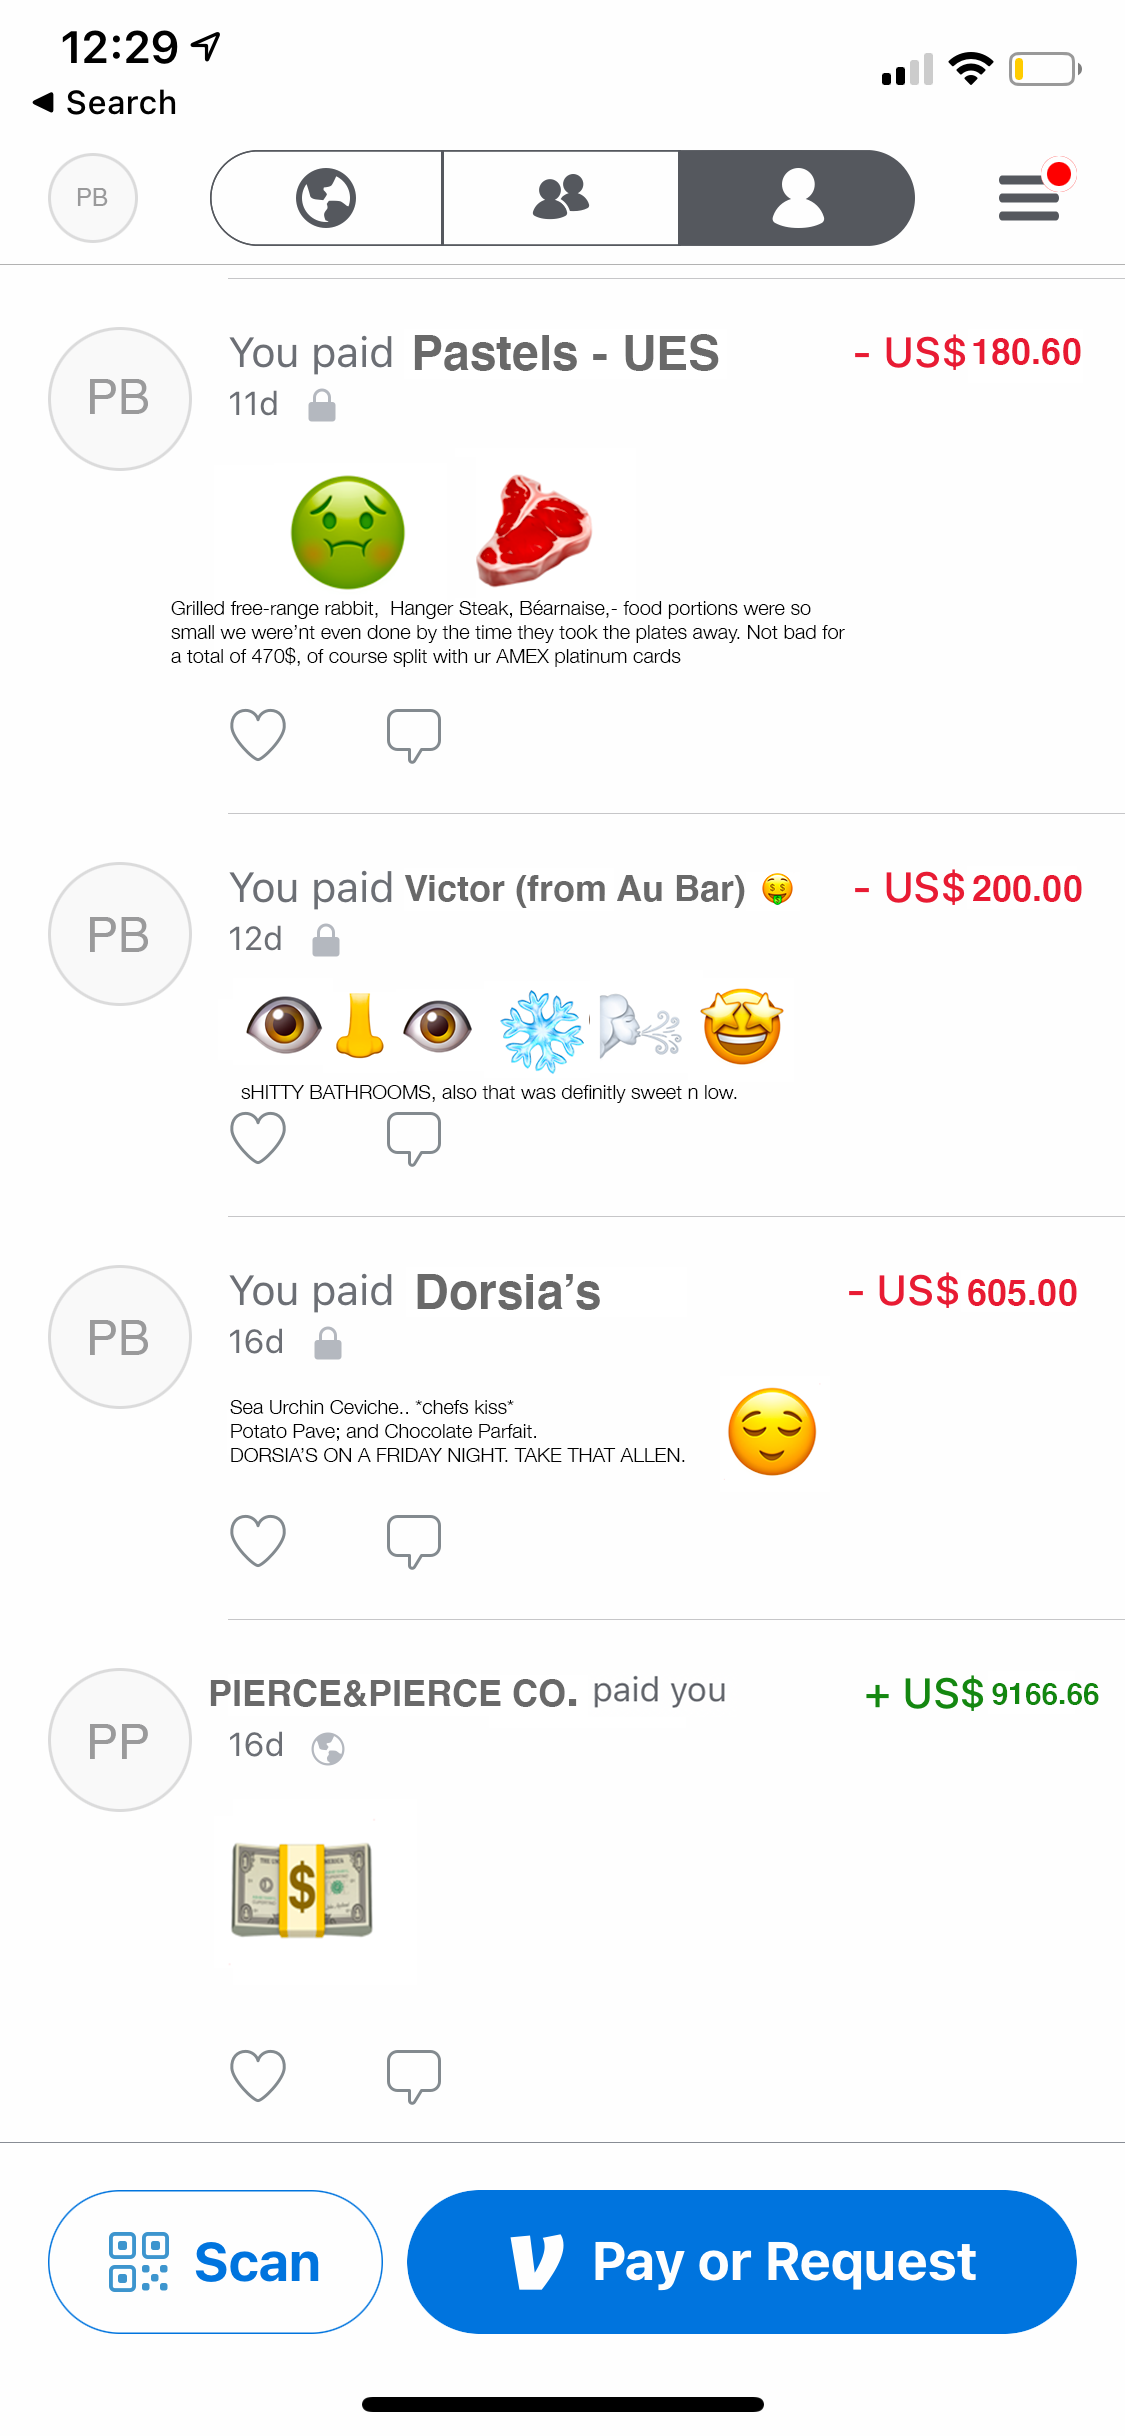 12:29
◀ Search
PB
PB
You paid Pastels - UES
- US$180.60
11d
Grilled free-range rabbit,  Hanger Steak, Béarnaise,- food portions were so
small we were’nt even done by the time they took the plates away. Not bad for
a total of 470$, of course split with ur AMEX platinum cards
PB
You paid Victor (from Au Bar) 🤑
- US$200.00
12d
sHITTY BATHROOMS, also that was definitly sweet n low.
PB
You paid Dorsia’s
- US$605.00
16d
Sea Urchin Ceviche.. *chefs kiss*
Potato Pave; and Chocolate Parfait.
DORSIA’S ON A FRIDAY NIGHT. TAKE THAT ALLEN.
PP
PIERCE&PIERCE CO. paid you
+ US$9166.66
16d
Scan
Pay or Request